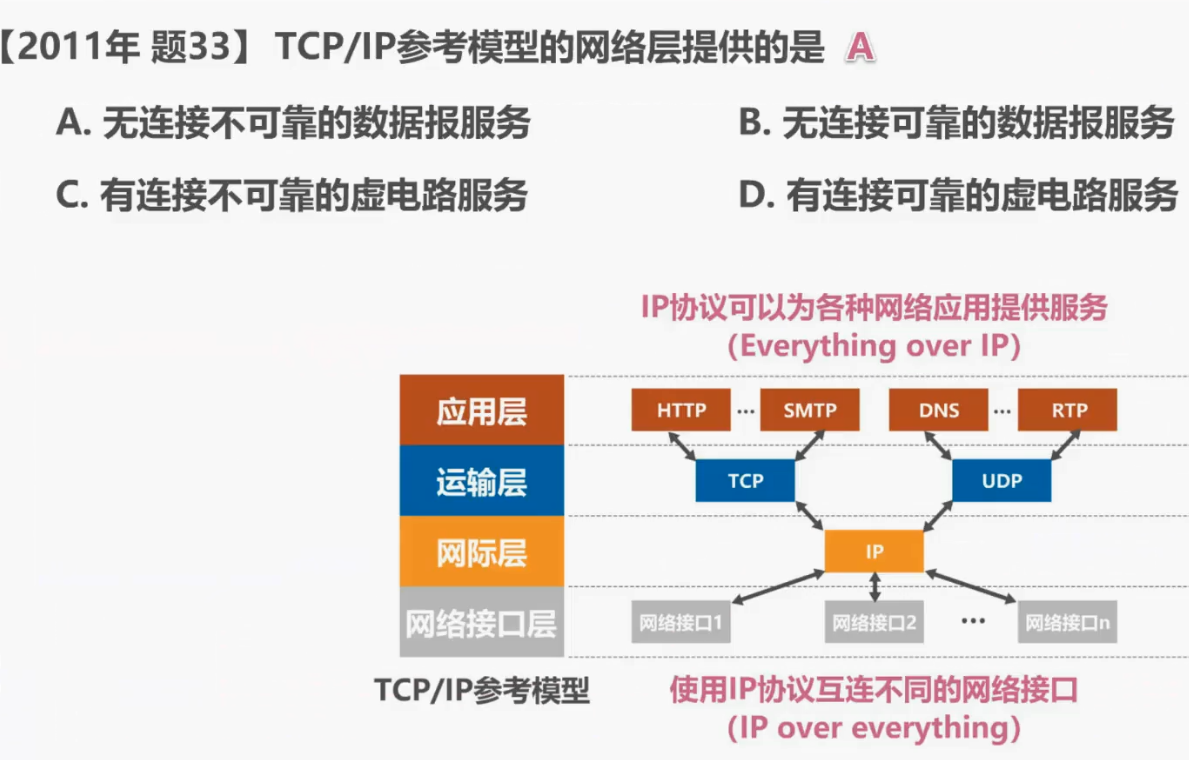 【2011年 题33】 TCP/IP参考模型的网络层提供的是 A
A. 无连接不可靠的数据报服务
B. 无连接可靠的数据报服务
C. 有连接不可靠的虚电路服务
D. 有连接可靠的虚电路服务
IP协议可以为各种网络应用提供服务
(Everything over IP)
应用层
HTTP ... SMTP
DNS ... RTP
运输层
TCP
UDP
网际层
IP
网络接口层
网络接口1
网络接口2
...
网络接口n
TCP/IP参考模型
使用IP协议互连不同的网络接口
(IP over everything)